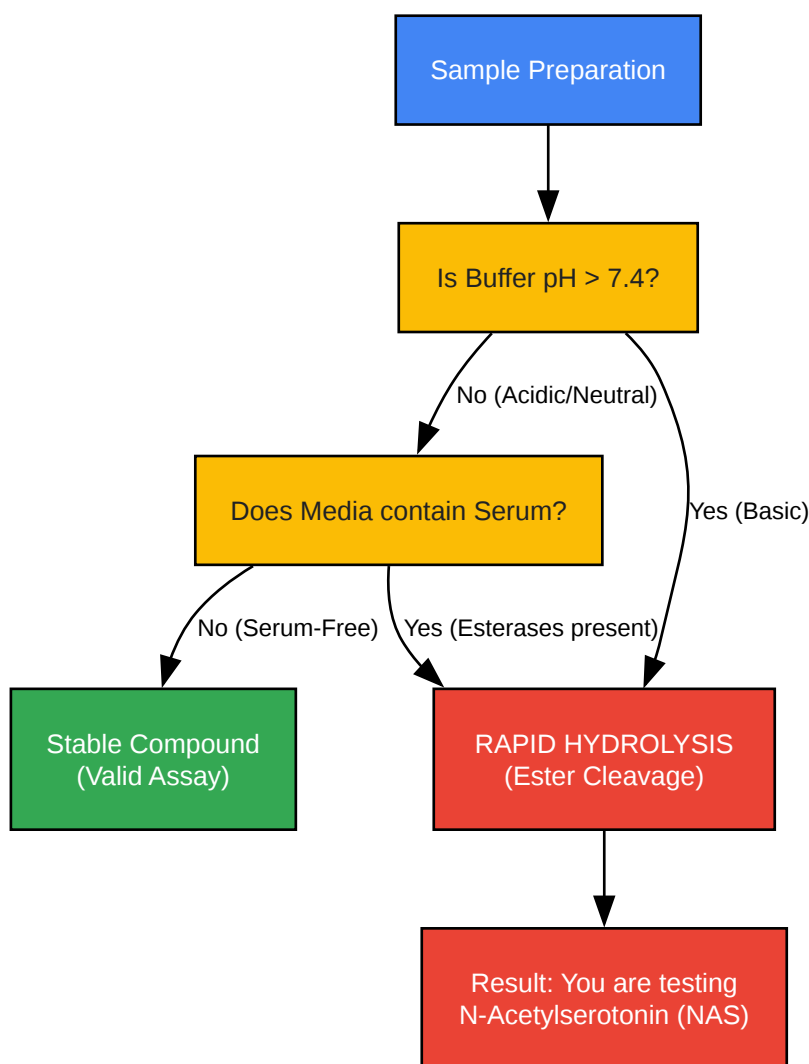 Sample Preparation
Is Buffer pH > 7.4?
No (Acidic/Neutral)
Does Media contain Serum?
Yes (Basic)
No (Serum-Free)
Yes (Esterases present)
Stable Compound
(Valid Assay)
RAPID HYDROLYSIS
(Ester Cleavage)
Result: You are testing
N-Acetylserotonin (NAS)